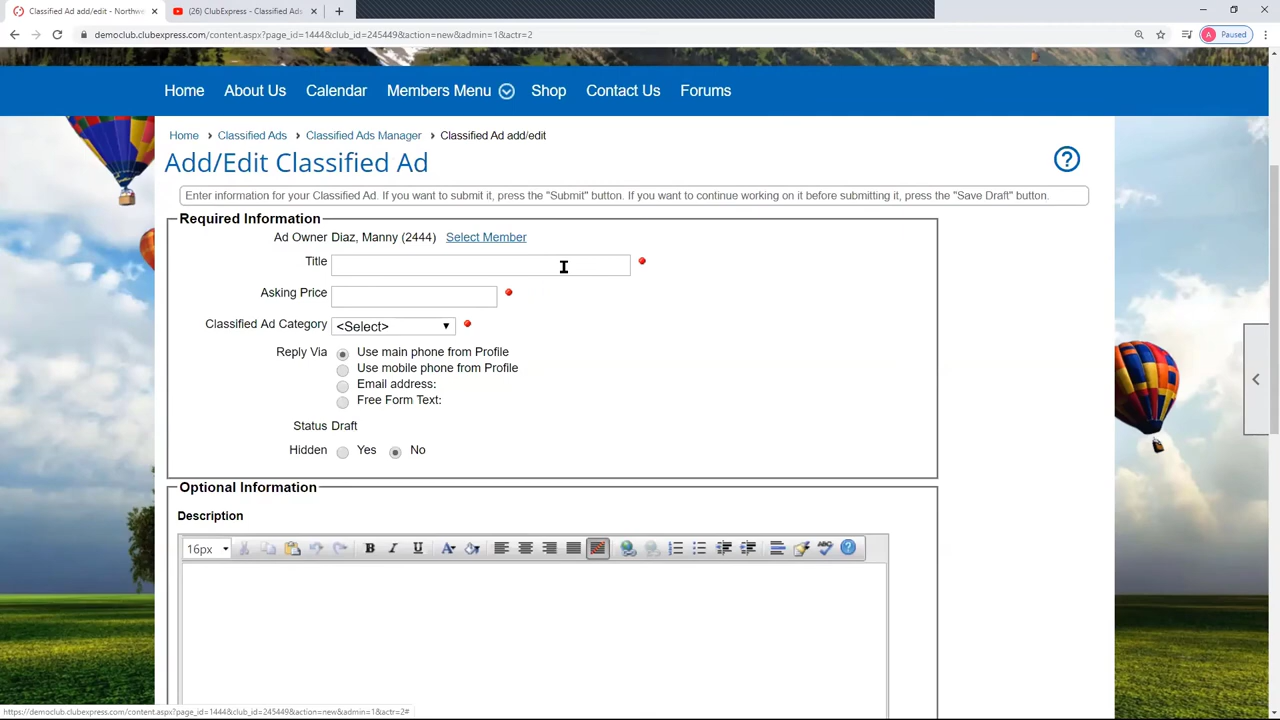 Classified Ad add/edit - Northw
(26) ClubExpress - Classified Ads
democlub.clubexpress.com/content.aspx?page_id=1444&club_id=245449&action=new&admin=1&actr=2
A Paused
Home About Us Calendar Members Menu Shop Contact Us Forums
Home › Classified Ads › Classified Ads Manager › Classified Ad add/edit
Add/Edit Classified Ad
?
Enter information for your Classified Ad. If you want to submit it, press the "Submit" button. If you want to continue working on it before submitting it, press the "Save Draft" button.
Required Information
Ad Owner Diaz, Manny (2444) Select Member
Title
Asking Price
Classified Ad Category <Select>
Reply Via Use main phone from Profile
Use mobile phone from Profile
Email address:
Free Form Text:
Status Draft
Hidden Yes No
Optional Information
Description
16px B I U A ABC ?
https://democlub.clubexpress.com/content.aspx?page_id=1444&club_id=245449&action=new&admin=1&actr=2#